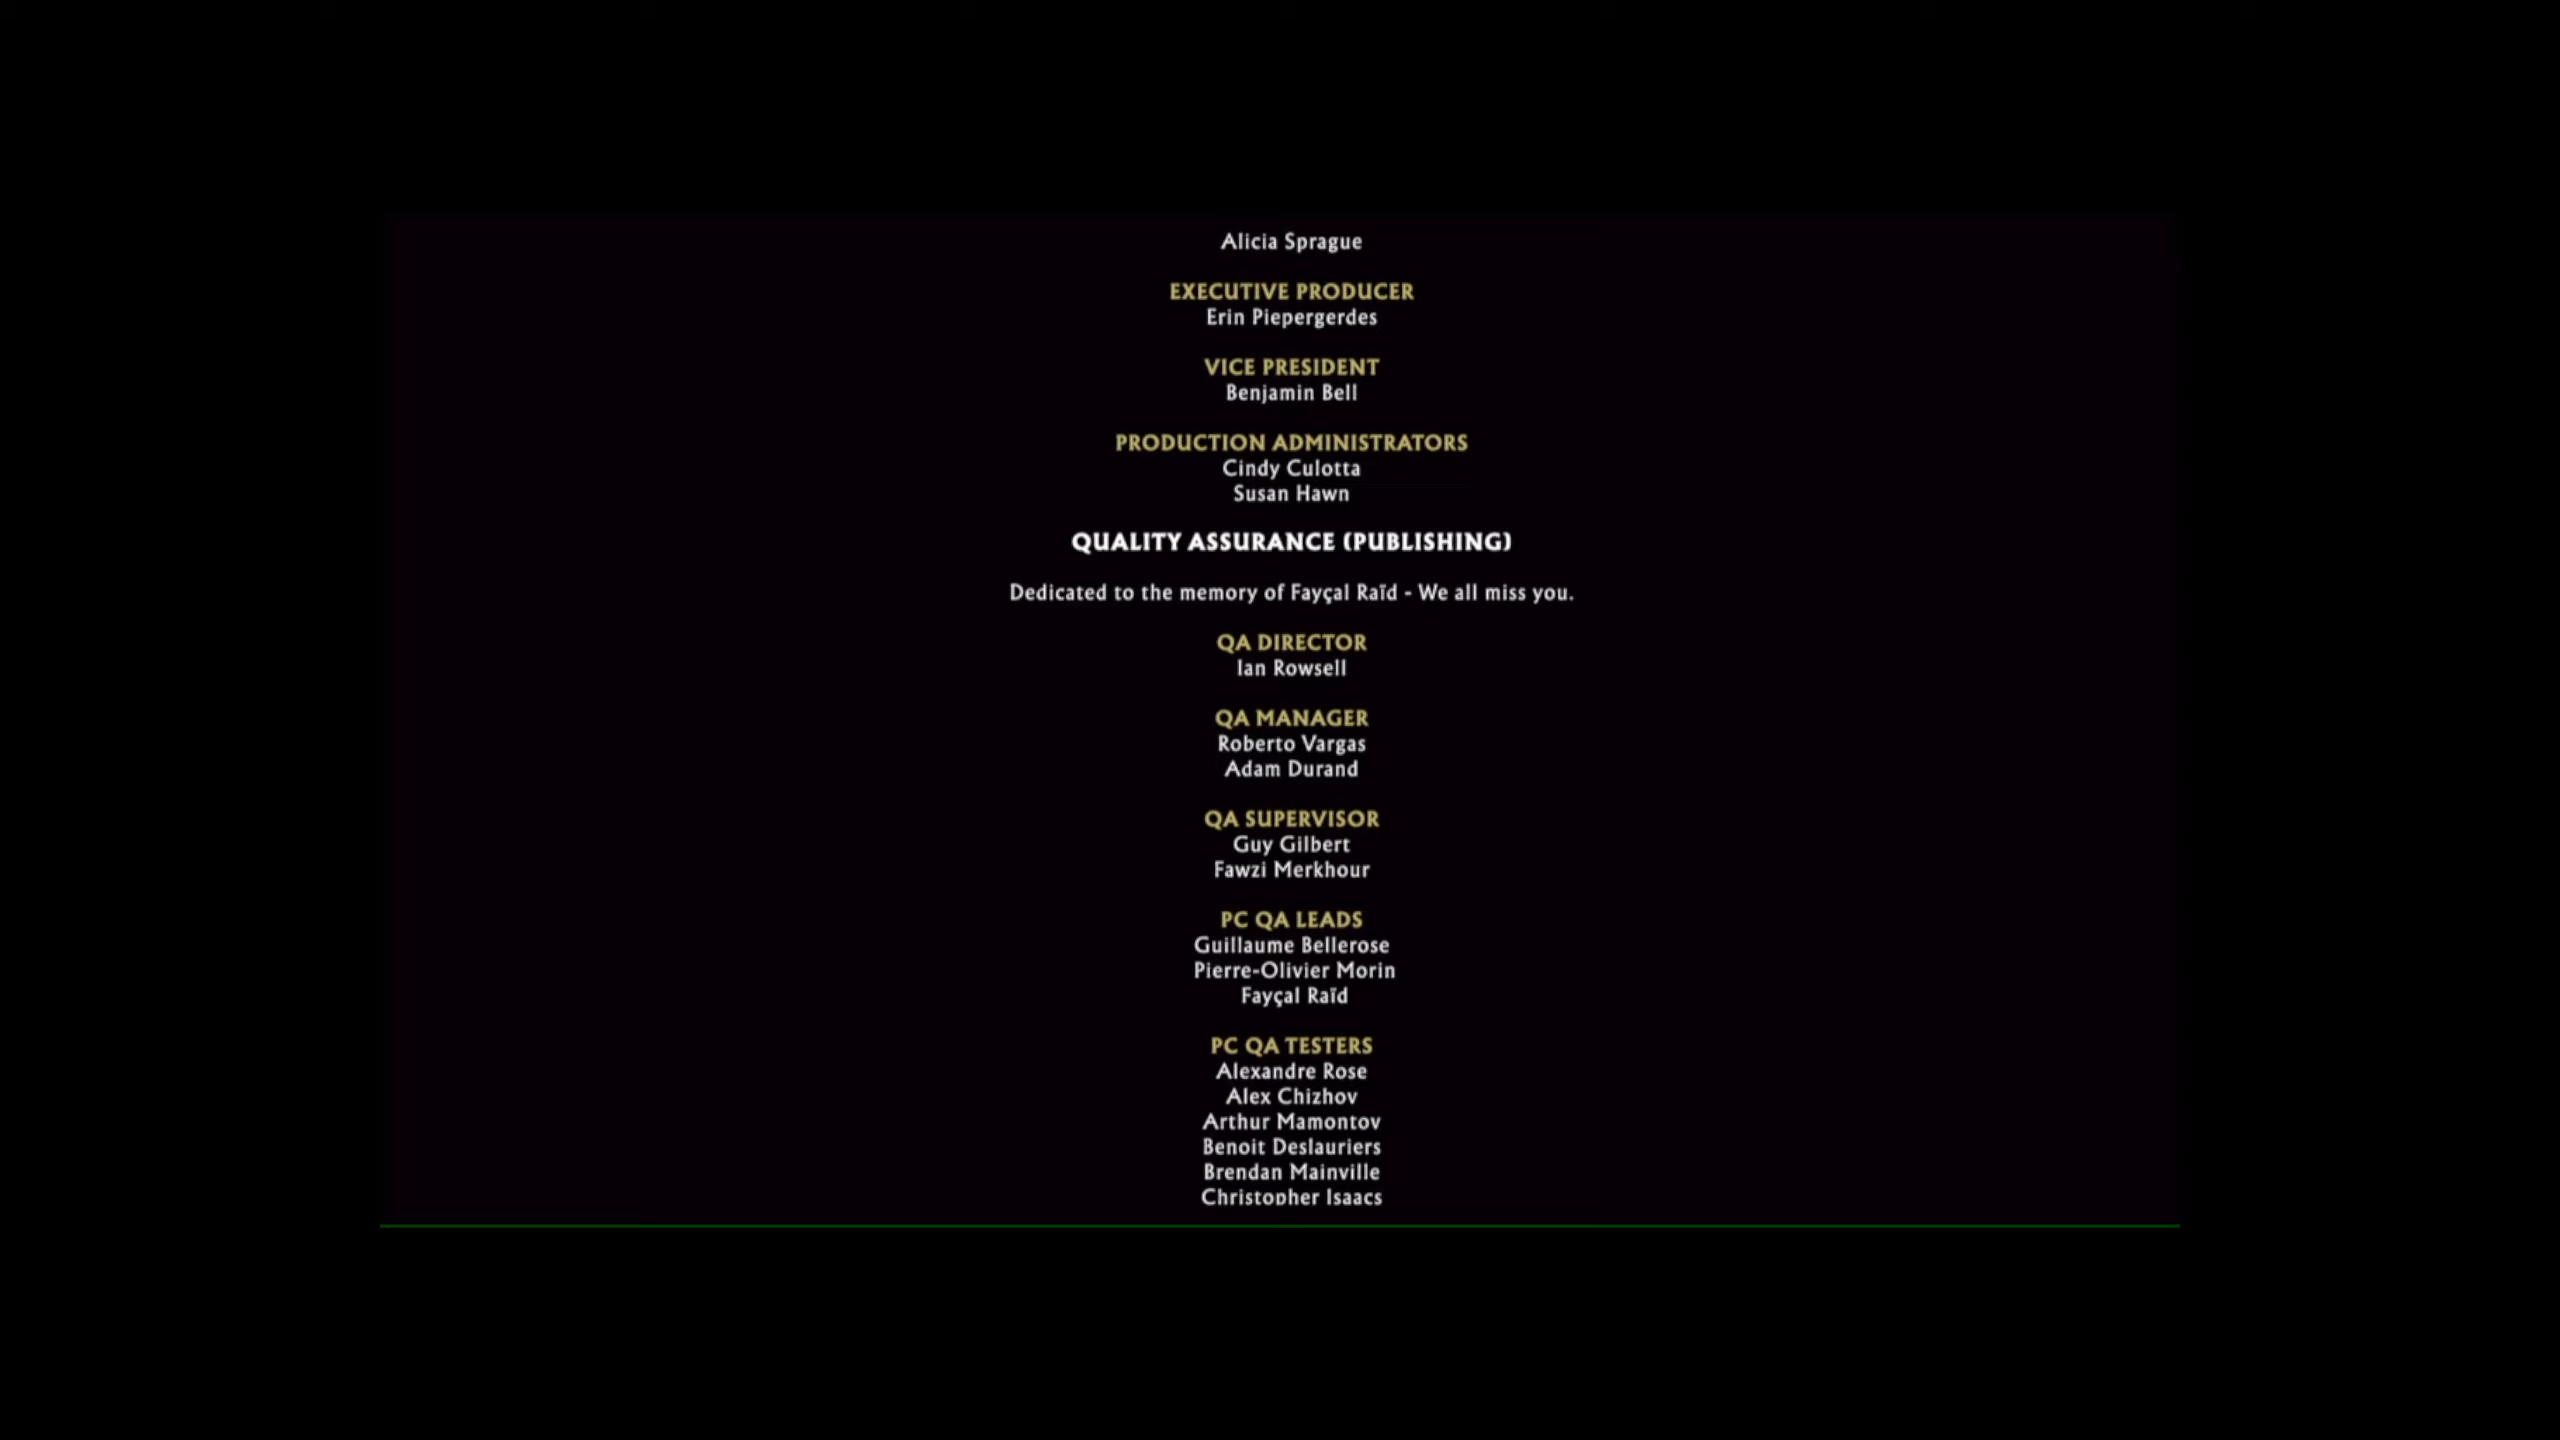 Alicia Sprague
EXECUTIVE PRODUCER
Erin Piepergerdes
VICE PRESIDENT
Benjamin Bell
PRODUCTION ADMINISTRATORS
Cindy Culotta
Susan Hawn
QUALITY ASSURANCE (PUBLISHING)
Dedicated to the memory of Fayçal Raïd - We all miss you.
QA DIRECTOR
Ian Rowsell
QA MANAGER
Roberto Vargas
Adam Durand
QA SUPERVISOR
Guy Gilbert
Fawzi Merkhour
PC QA LEADS
Guillaume Bellerose
Pierre-Olivier Morin
Fayçal Raïd
PC QA TESTERS
Alexandre Rose
Alex Chizhov
Arthur Mamontov
Benoit Deslauriers
Brendan Mainville
Christopher Isaacs